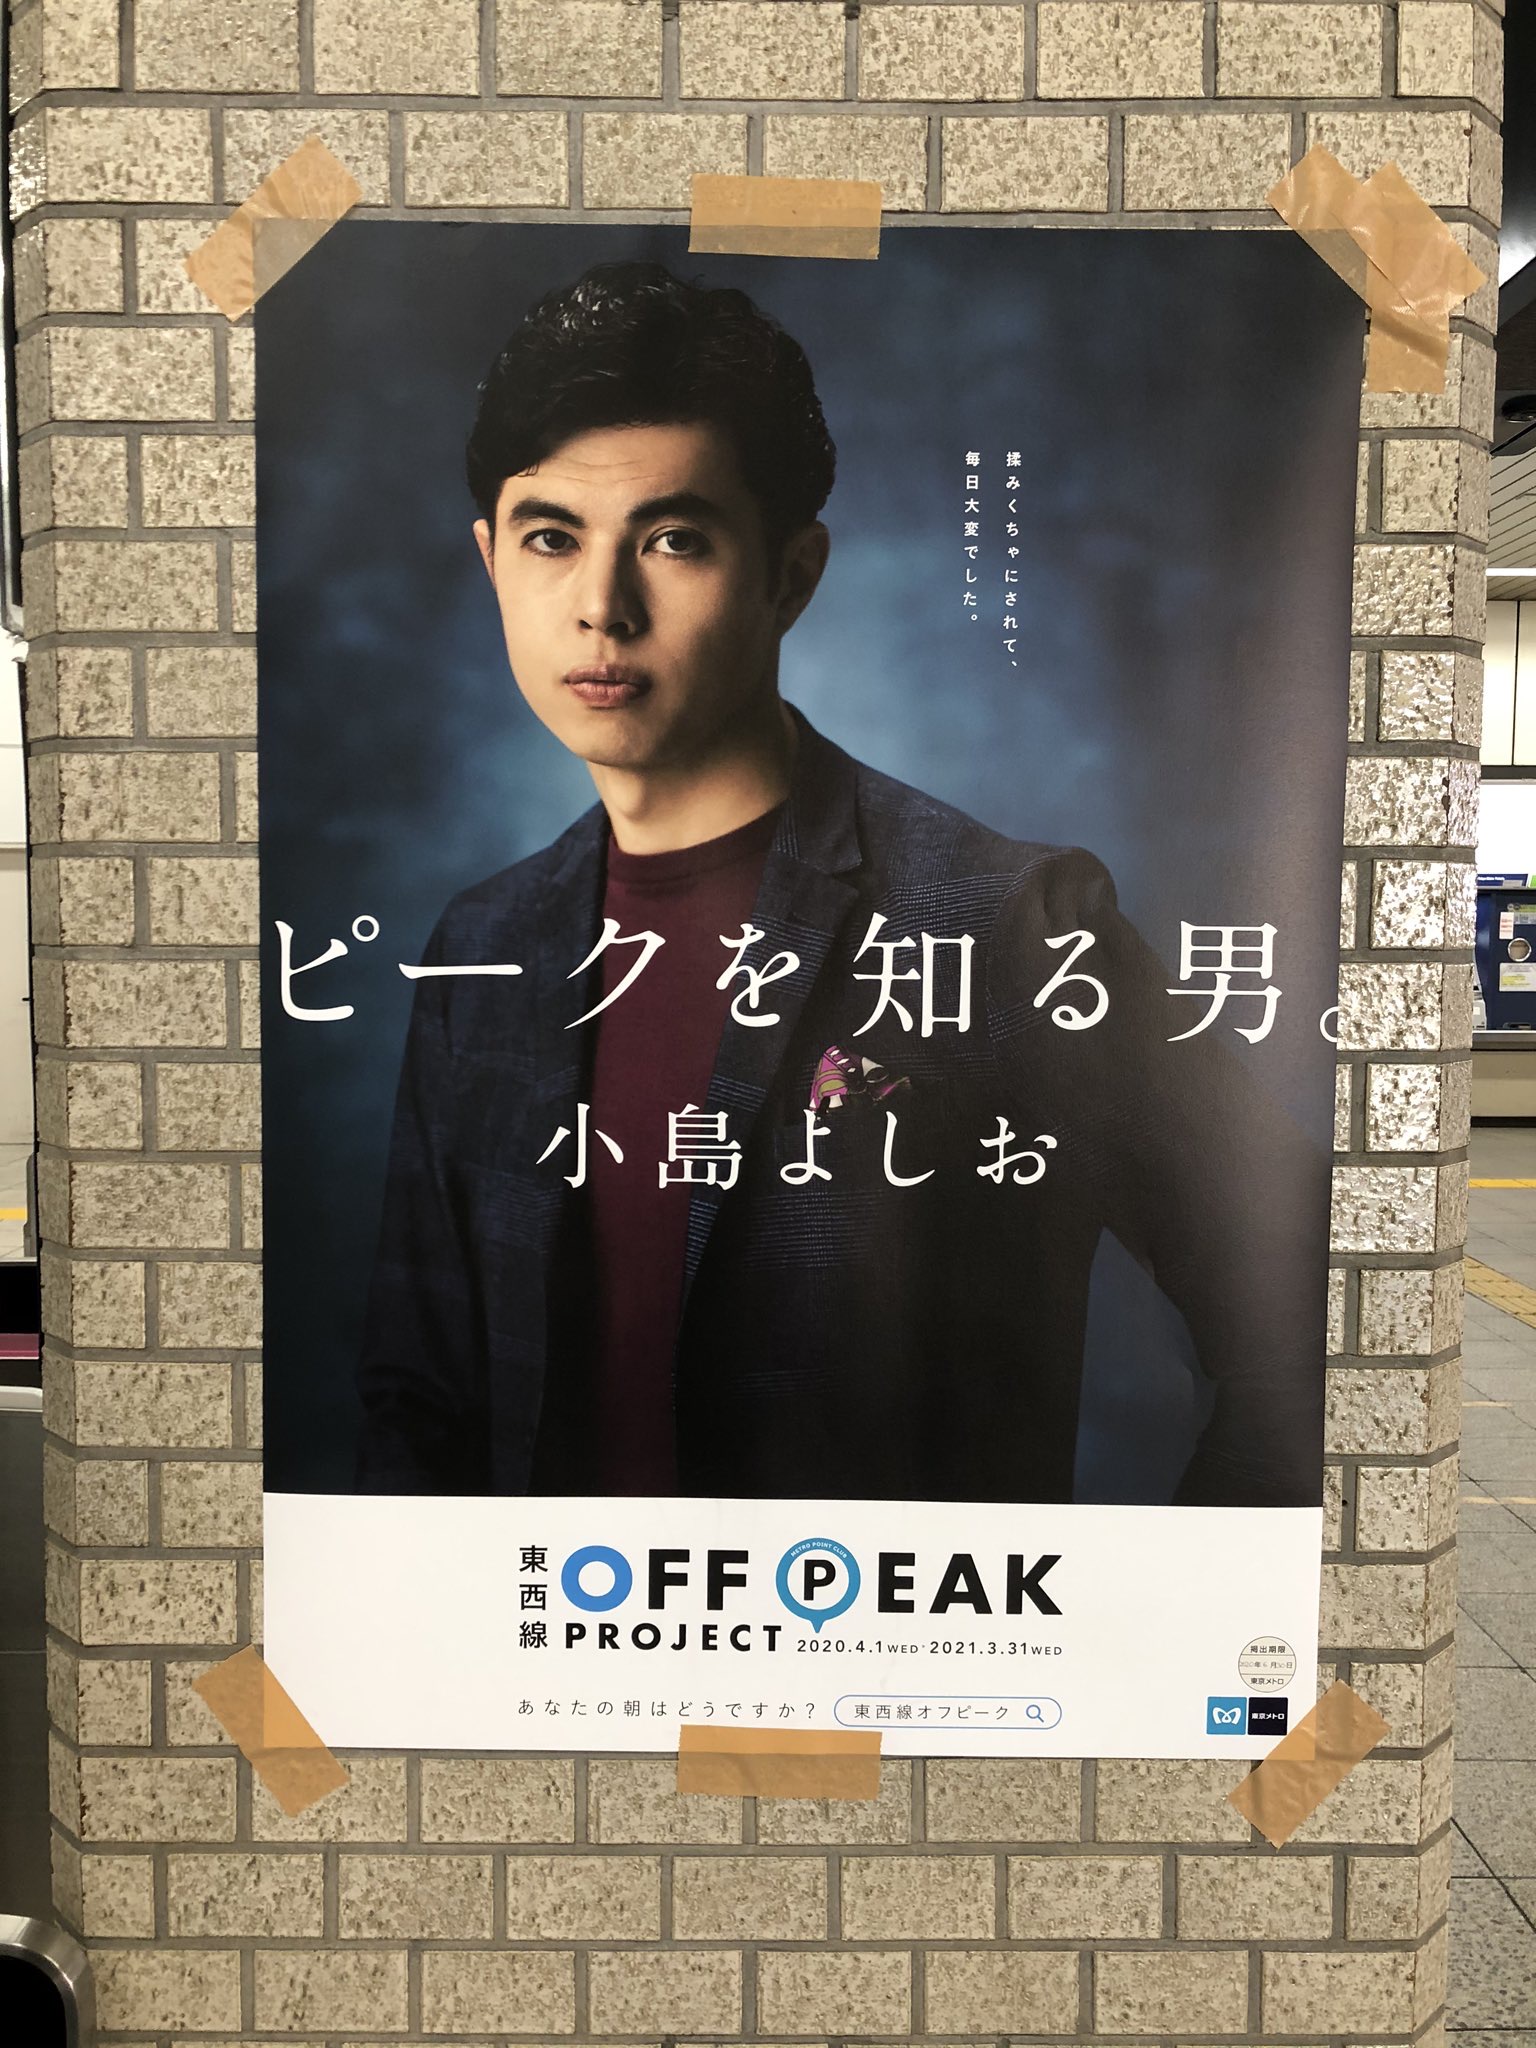 揉みくちゃにされて、
毎日大変でした。
ピークを知る男。
小島よしお
東西線
OFF PEAK
METRO POINT CLUB
PROJECT 2020.4.1WED-2021.3.31WED
あなたの朝はどうですか? 東西線オフピーク
掲出期限
2020年6月30日
東京メトロ
東京メトロ